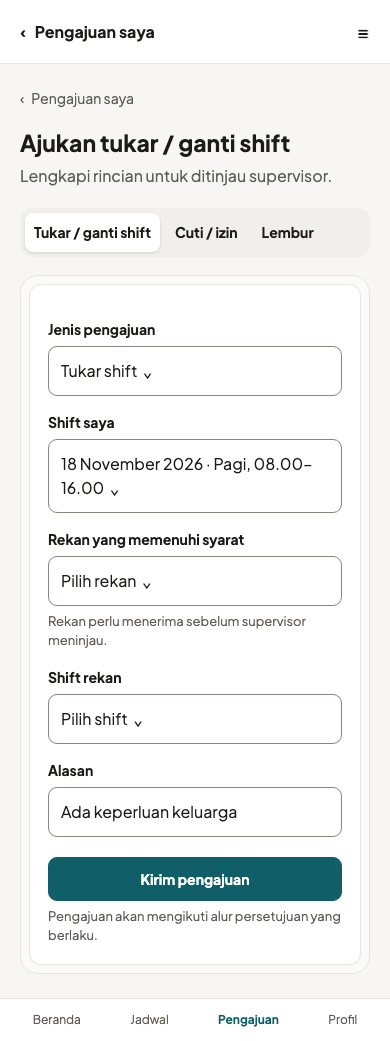 ‹ Pengajuan saya
≡
‹ Pengajuan saya
Ajukan tukar / ganti shift
Lengkapi rincian untuk ditinjau supervisor.
Tukar / ganti shift Cuti / izin Lembur
Jenis pengajuan
Tukar shift
Shift saya
18 November 2026 · Pagi, 08.00–
16.00
Rekan yang memenuhi syarat
Pilih rekan
Rekan perlu menerima sebelum supervisor
meninjau.
Shift rekan
Pilih shift
Alasan
Ada keperluan keluarga
Kirim pengajuan
Pengajuan akan mengikuti alur persetujuan yang
berlaku.
Beranda Jadwal Pengajuan Profil